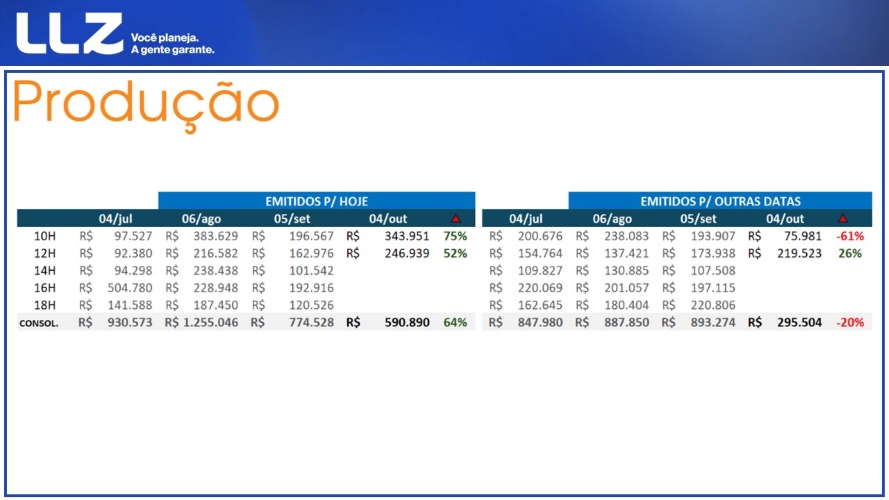 LLZ Você planeja.
A gente garante.
Produção
EMITIDOS P/ HOJE EMITIDOS P/ OUTRAS DATAS
04/jul 06/ago 05/set 04/out 04/jul 06/ago 05/set 04/out
10H R$ 97.527 R$ 383.629 R$ 196.567 R$ 343.951 75% R$ 200.676 R$ 238.083 R$ 193.907 R$ 75.981 -61%
12H R$ 92.380 R$ 216.582 R$ 162.976 R$ 246.939 52% R$ 154.764 R$ 137.421 R$ 173.938 R$ 219.523 26%
14H R$ 94.298 R$ 238.438 R$ 101.542 R$ 109.827 R$ 130.885 R$ 107.508
16H R$ 504.780 R$ 228.948 R$ 192.916 R$ 220.069 R$ 201.057 R$ 197.115
18H R$ 141.588 R$ 187.450 R$ 120.526 R$ 162.645 R$ 180.404 R$ 220.806
CONSOL. R$ 930.573 R$ 1.255.046 R$ 774.528 R$ 590.890 64% R$ 847.980 R$ 887.850 R$ 893.274 R$ 295.504 -20%